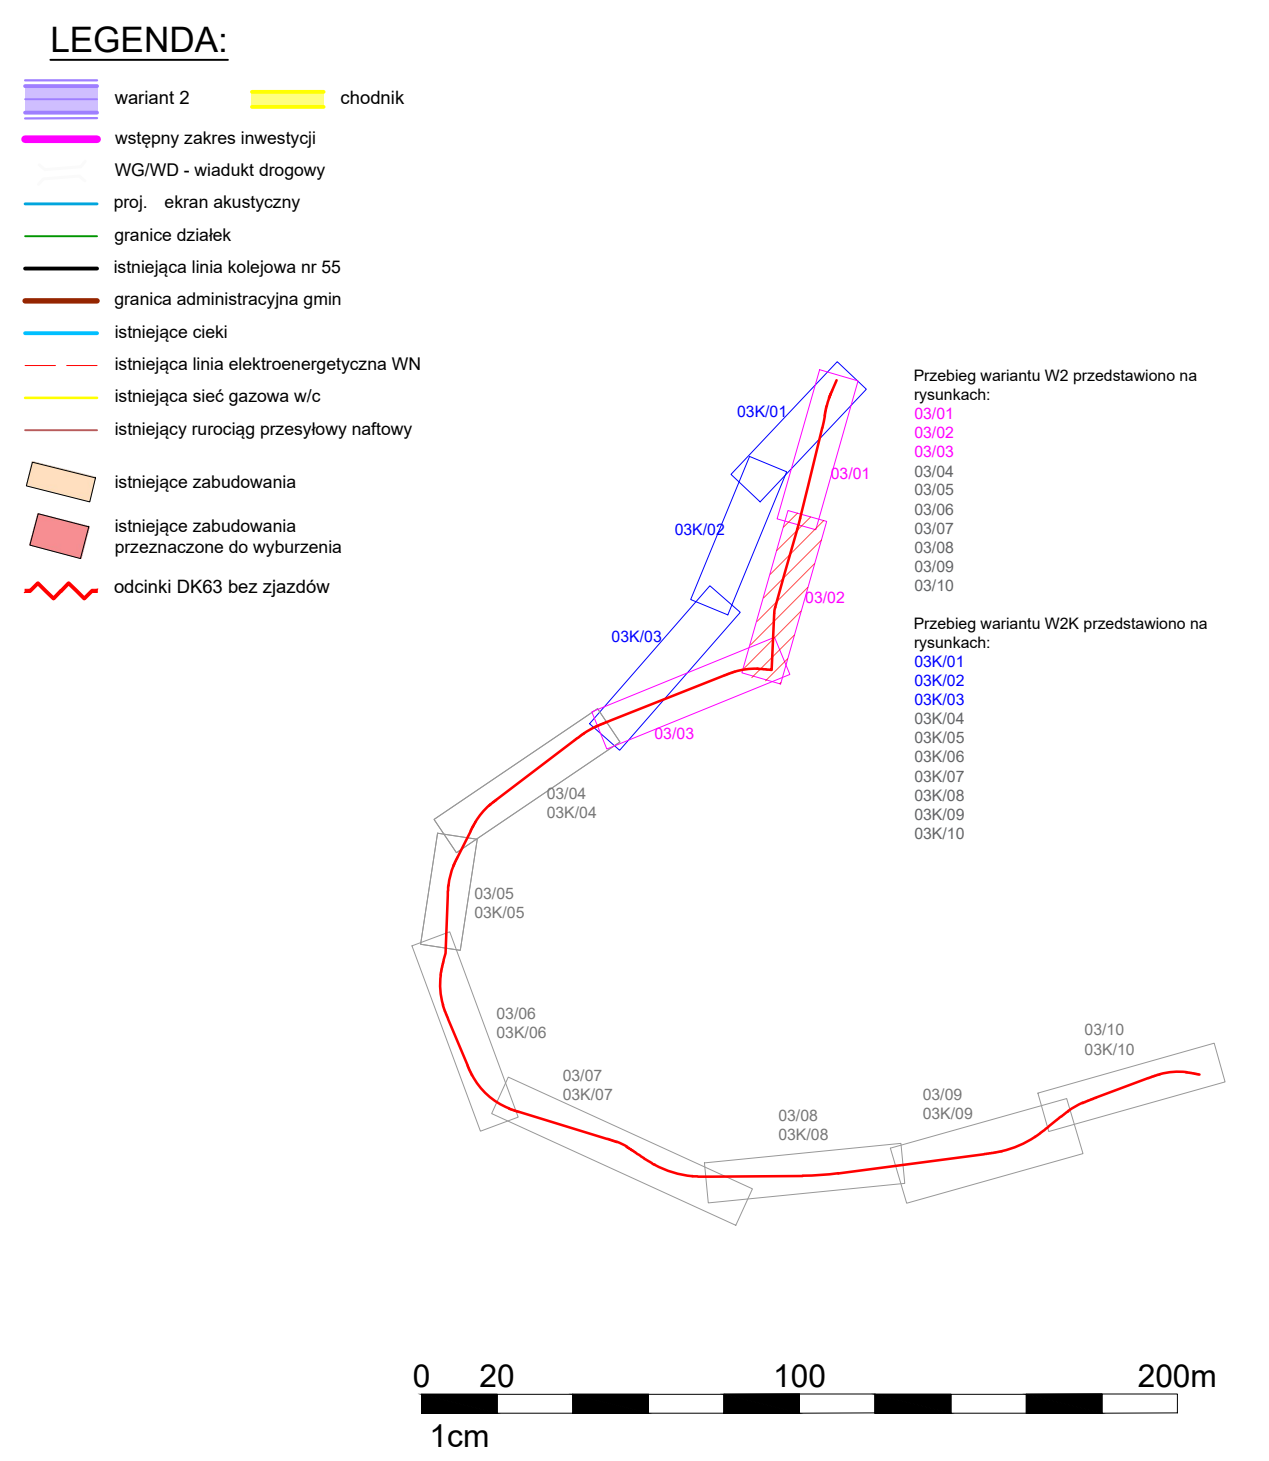 LEGENDA:
wariant 2
chodnik
wstępny zakres inwestycji
WG/WD - wiadukt drogowy
proj. ekran akustyczny
granice działek
istniejąca linia kolejowa nr 55
granica administracyjna gmin
istniejące cieki
istniejąca linia elektroenergetyczna WN
istniejąca sieć gazowa w/c
istniejący rurociąg przesyłowy naftowy
istniejące zabudowania
istniejące zabudowania
przeznaczone do wyburzenia
odcinki DK63 bez zjazdów
03K/01
03/01
03K/02
03/02
03K/03
03/03
03/04
03K/04
03/05
03K/05
03/06
03K/06
03/07
03K/07
03/08
03K/08
03/09
03K/09
03/10
03K/10
Przebieg wariantu W2 przedstawiono na
rysunkach:
03/01
03/02
03/03
03/04
03/05
03/06
03/07
03/08
03/09
03/10
Przebieg wariantu W2K przedstawiono na
rysunkach:
03K/01
03K/02
03K/03
03K/04
03K/05
03K/06
03K/07
03K/08
03K/09
03K/10
0 20 100 200m
1cm